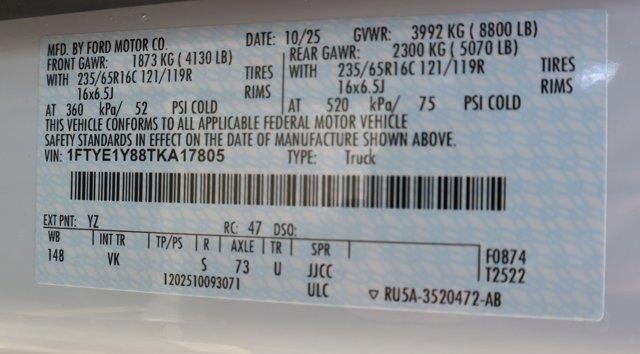 MFD. BY FORD MOTOR CO. DATE: 10/25 GVWR: 3992 KG ( 8800 LB)
FRONT GAWR: 1873 KG ( 4130 LB) REAR GAWR: 2300 KG ( 5070 LB)
WITH 235/65R16C 121/119R TIRES WITH 235/65R16C 121/119R TIRES
16x6.5J RIMS 16x6.5J RIMS
AT 360 kPa/ 52 PSI COLD AT 520 kPa/ 75 PSI COLD
THIS VEHICLE CONFORMS TO ALL APPLICABLE FEDERAL MOTOR VEHICLE
SAFETY STANDARDS IN EFFECT ON THE DATE OF MANUFACTURE SHOWN ABOVE.
VIN: 1FTYE1Y88TKA17805 TYPE: Truck
EXT PNT: YZ RC: 47 DSO:
WB INT TR TP/PS R AXLE TR SPR F0874
148 VK S 73 U JJCC T2522
1202510093071 ULC ▽ RU5A-3520472-AB